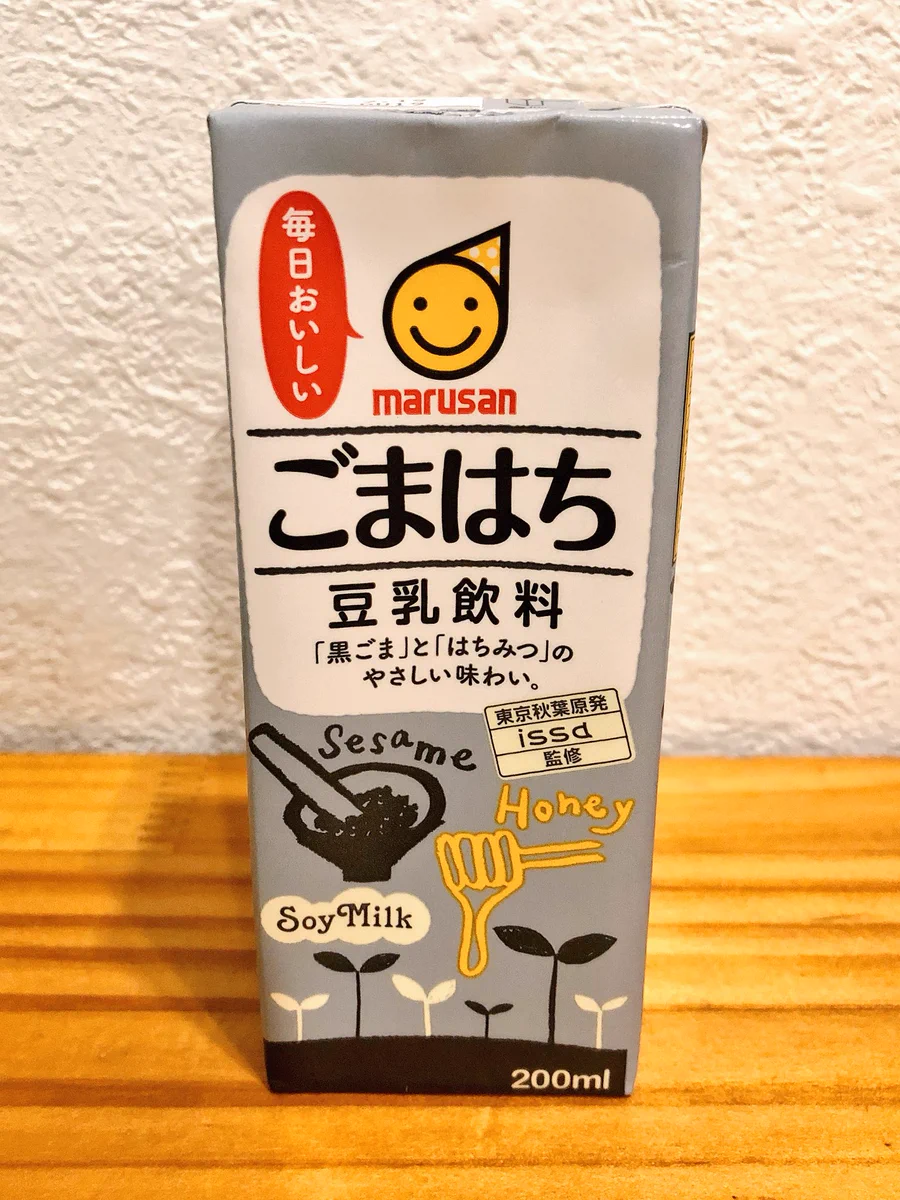 毎日おいしい
marusan
ごまはち
豆乳飲料
「黒ごま」と「はちみつ」の
やさしい味わい。
東京秋葉原発
issd
監修
Sesame
Honey
Soy Milk
200ml